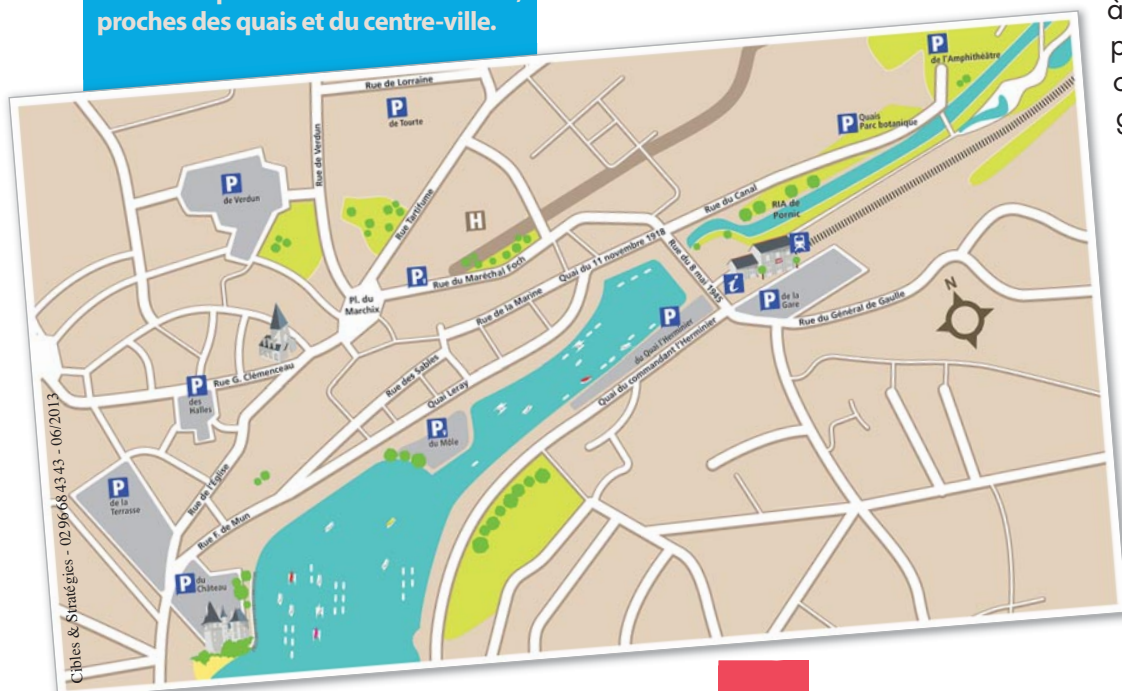 proches des quais et du centre-ville.
à
P
de l'Amphithéâtre
Rue de Lorraine
P
de Tourte
P
Quais
Parc botanique
Rue de Verdun
P
de Verdun
Rue Tartifume
H
Rue du Canal
RIA de
Pornic
Rue du 8 mai 1945
Quai du 11 novembre 1918
P
Rue du Maréchal Foch
i
P
de la
Gare
Rue du Général de Gaulle
N
Pl. du
Marchix
Rue de la Marine
P
du Quai l'Herminier
Quai du commandant l'Herminier
Rue G. Clémenceau
P
des
Halles
Rue des Sables
Quai Leray
P
du Môle
Rue de l'Église
P
de la
Terrasse
Rue F. de Mun
P
du
Château
Cibles & Stratégies - 02 96 68 43 43 - 06/2013